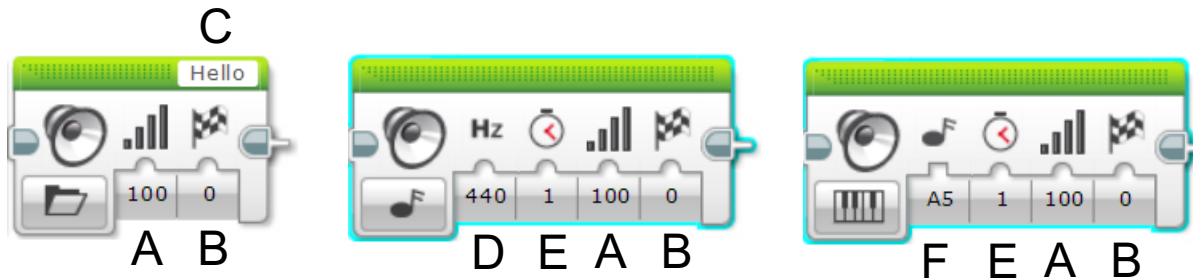 C
Hello
Hz
100 0
440 1 100 0
A5 1 100 0
A B
D E A B
F E A B